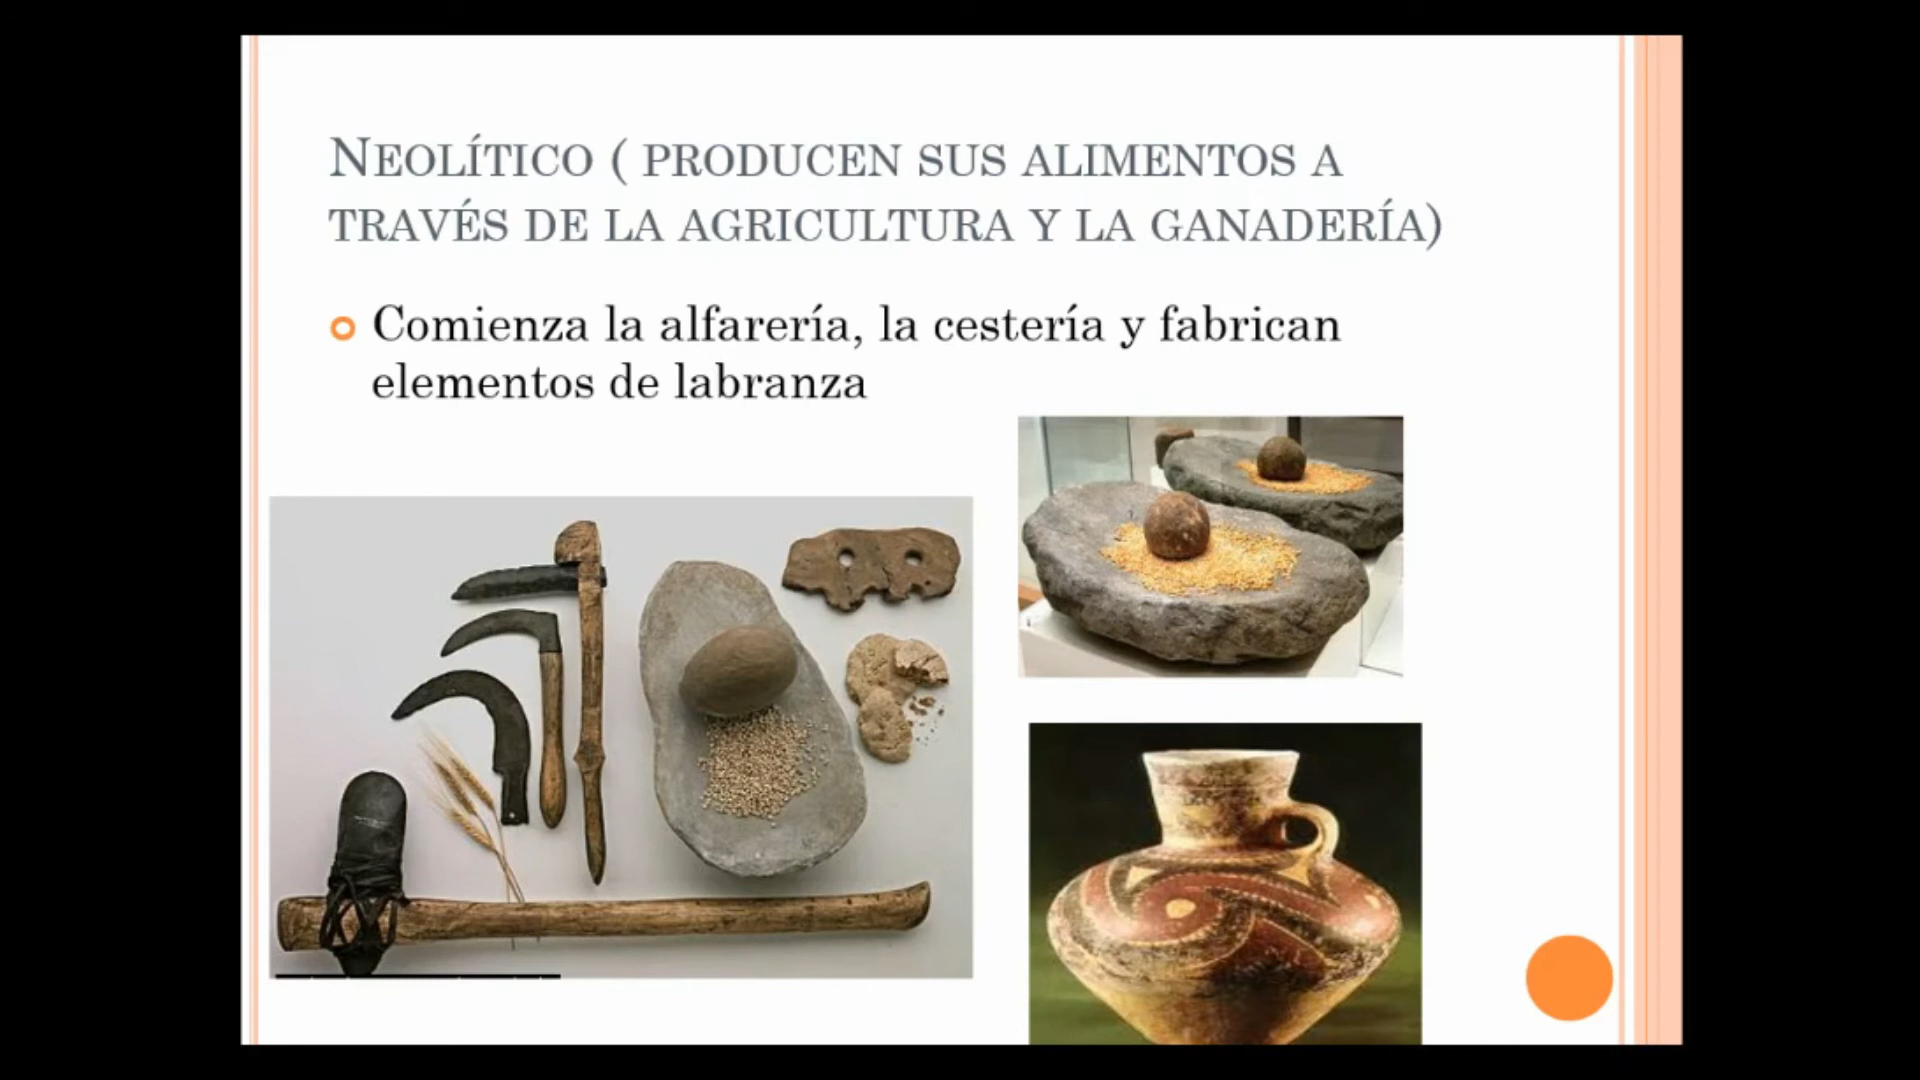 NEOLÍTICO ( PRODUCEN SUS ALIMENTOS A
TRAVÉS DE LA AGRICULTURA Y LA GANADERÍA)
Comienza la alfarería, la cestería y fabrican
elementos de labranza